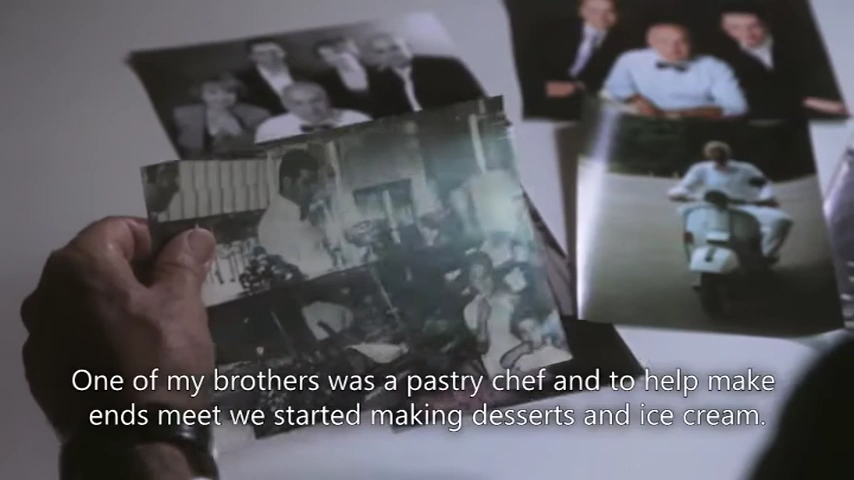 One of my brothers was a pastry chef and to help make
ends meet we started making desserts and ice cream.